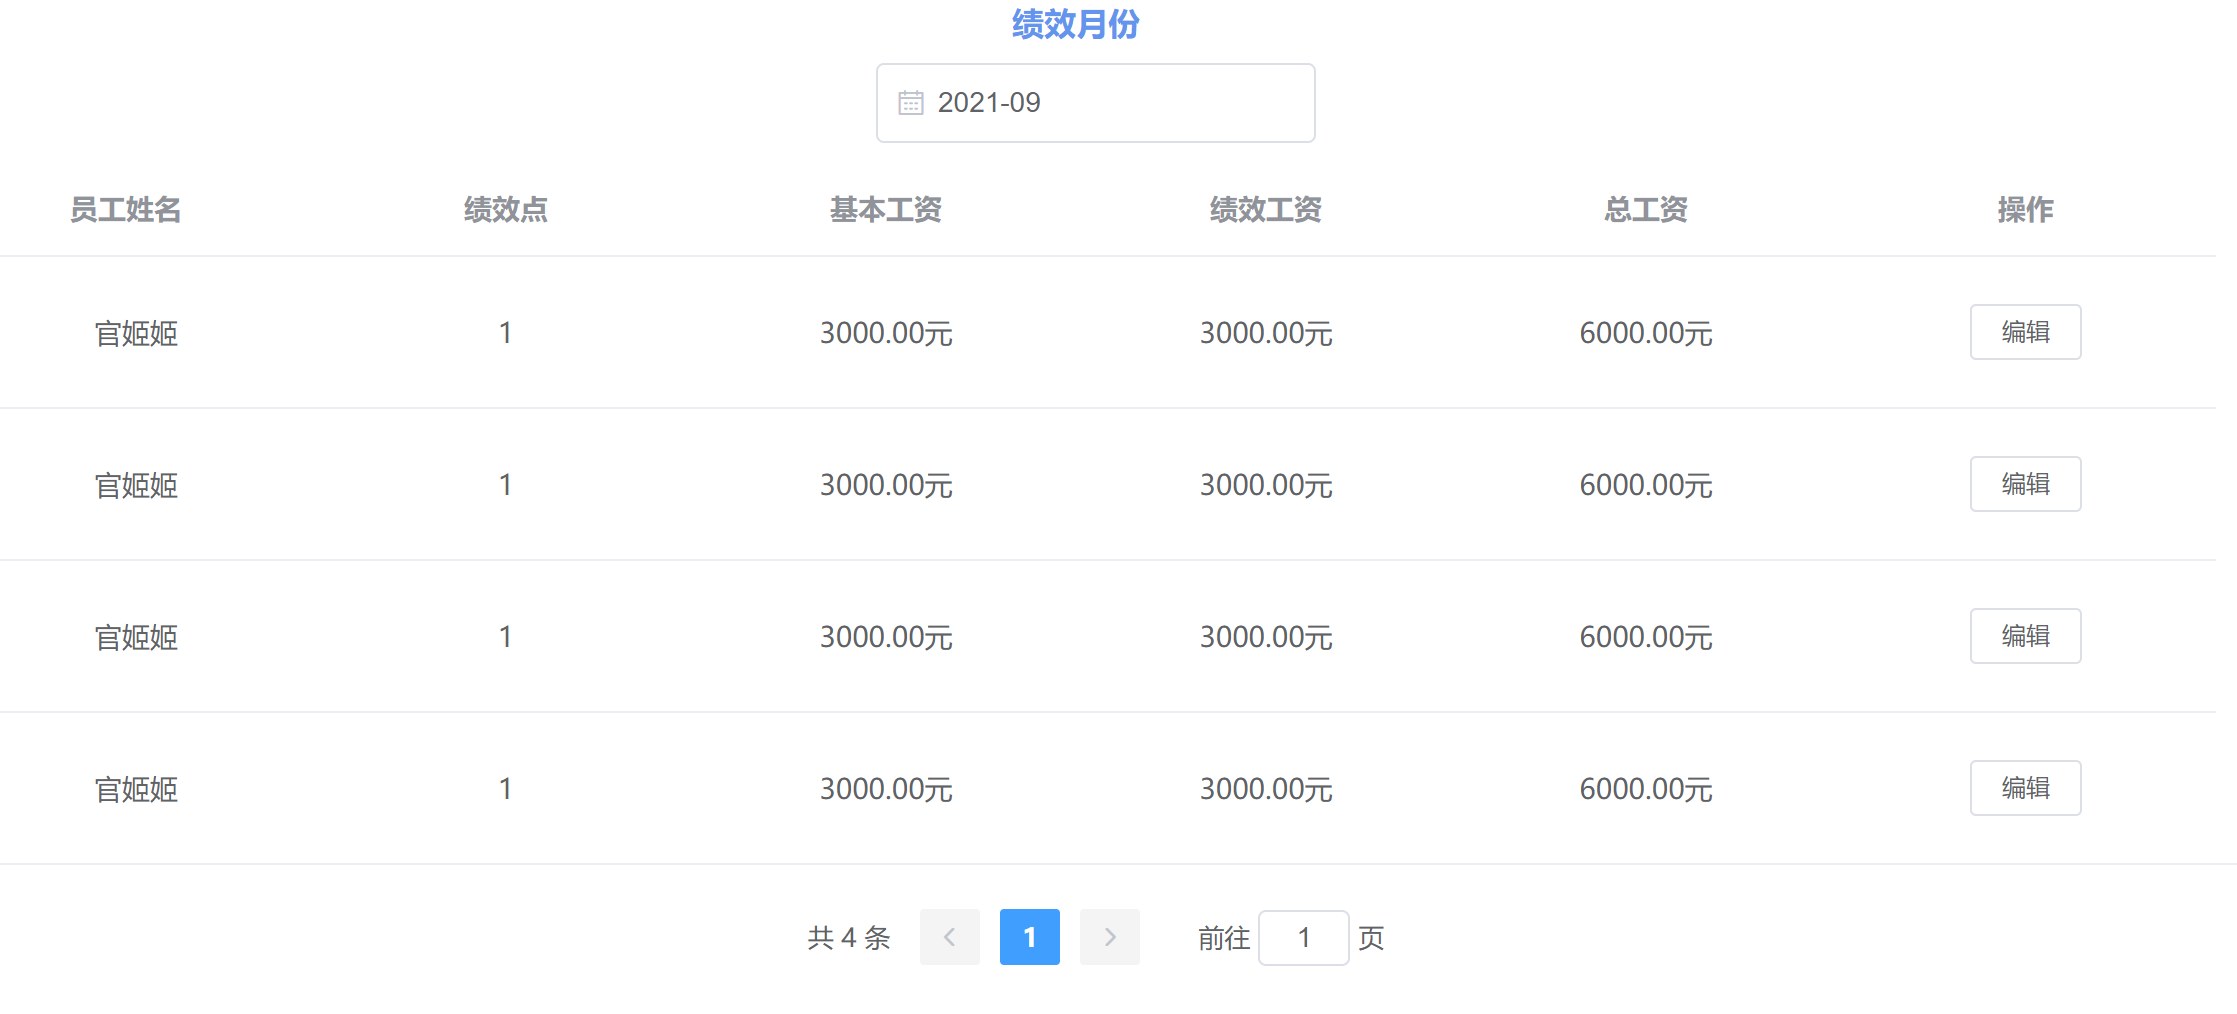 绩效月份
2021-09
员工姓名 绩效点 基本工资 绩效工资 总工资 操作
官姬姬 1 3000.00元 3000.00元 6000.00元 编辑
官姬姬 1 3000.00元 3000.00元 6000.00元 编辑
官姬姬 1 3000.00元 3000.00元 6000.00元 编辑
官姬姬 1 3000.00元 3000.00元 6000.00元 编辑
共 4 条 1 前往 1 页